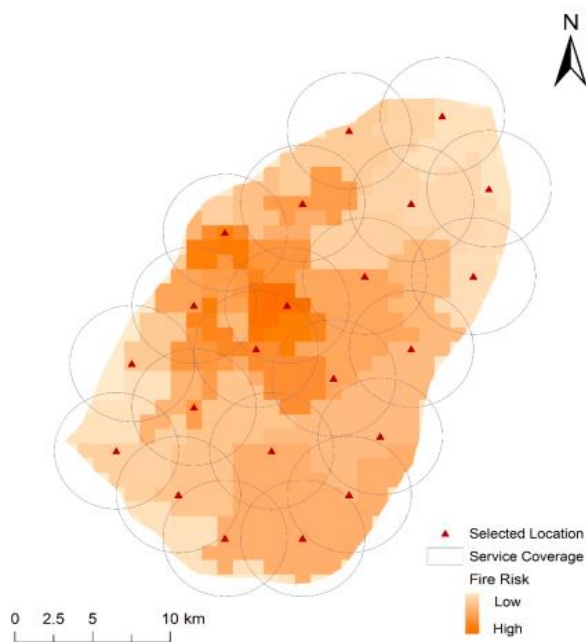 N
Selected Location
Service Coverage
Fire Risk
Low
High
0 2.5 5 10 km